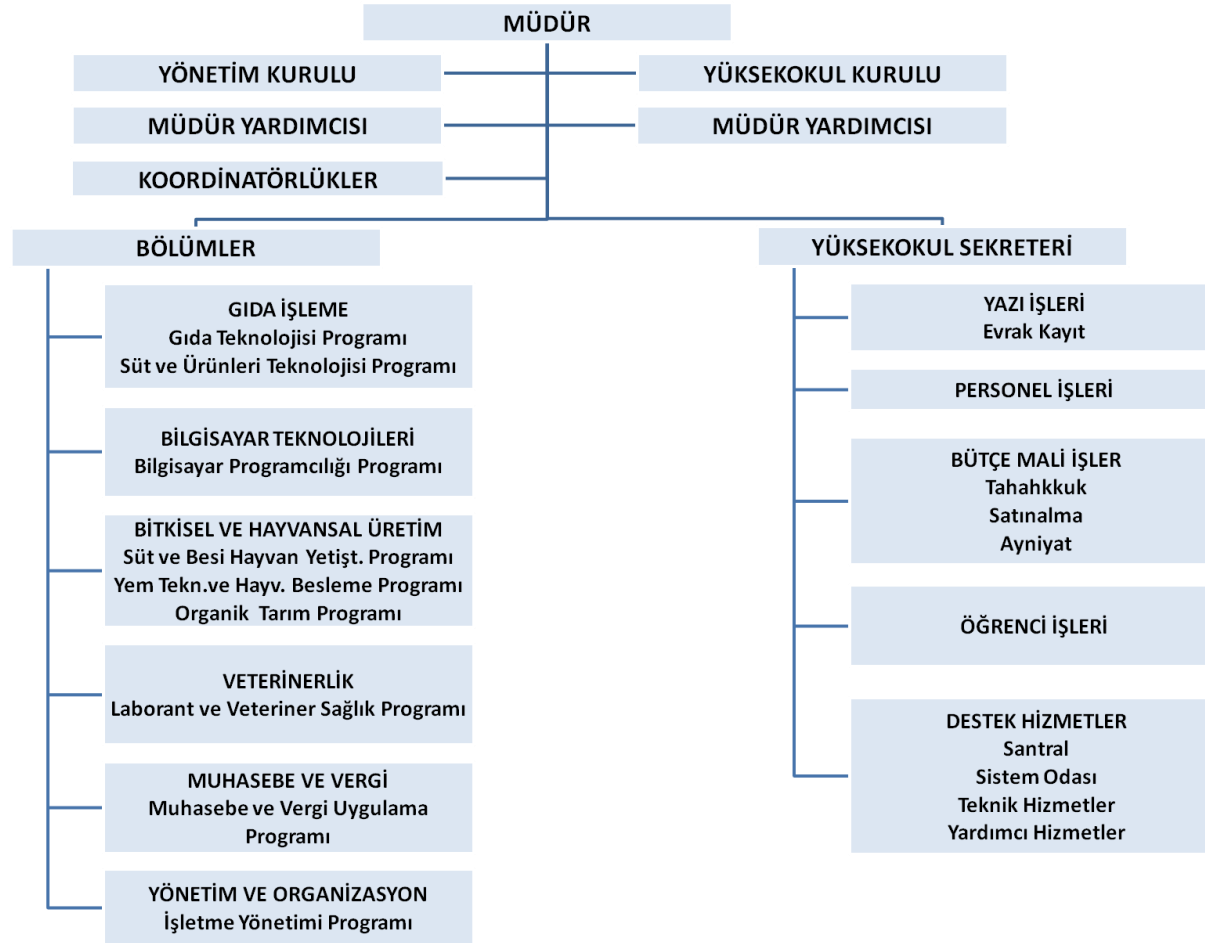 MÜDÜR
YÖNETİM KURULU
YÜKSEKOKUL KURULU
MÜDÜR YARDIMCISI
MÜDÜR YARDIMCISI
KOORDİNATÖRLÜKLER
BÖLÜMLER
GIDA İŞLEME
Gıda Teknolojisi Programı
Süt ve Ürünleri Teknolojisi Programı
BİLGİSAYAR TEKNOLOJİLERİ
Bilgisayar Programcılığı Programı
BİTKİSEL VE HAYVANSAL ÜRETİM
Süt ve Besi Hayvan Yetişt. Programı
Yem Tekn.ve Hayv. Besleme Programı
Organik Tarım Programı
VETERİNERLİK
Laborant ve Veteriner Sağlık Programı
MUHASEBE VE VERGİ
Muhasebe ve Vergi Uygulama
Programı
YÖNETİM VE ORGANİZASYON
İşletme Yönetimi Programı
YÜKSEKOKUL SEKRETERİ
YAZI İŞLERİ
Evrak Kayıt
PERSONEL İŞLERİ
BÜTÇE MALİ İŞLER
Tahahkkuk
Satınalma
Ayniyat
ÖĞRENCİ İŞLERİ
DESTEK HİZMETLER
Santral
Sistem Odası
Teknik Hizmetler
Yardımcı Hizmetler